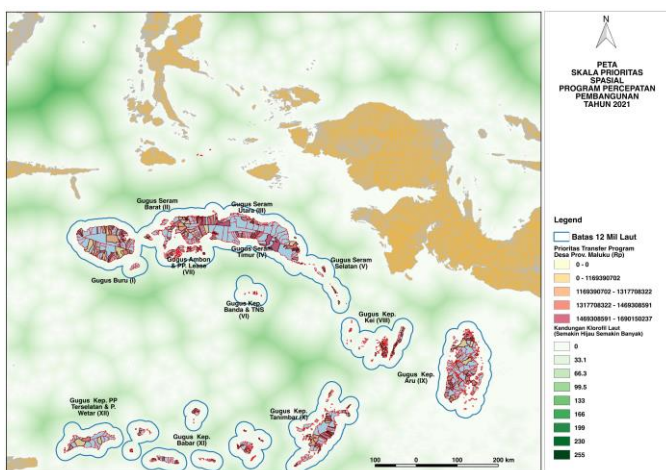 PETA
SKALA PRIORITAS
SPASIAL
PROGRAM PERCEPATAN
PEMBANGUNAN
TAHUN 2021
Legend
Batas 12 Mil Laut
Prioritas Transfer Program
Desa Prov. Maluku (Rp)
0 - 0
0 - 1169390702
1169390702 - 1317708322
1317708322 - 1469308591
1469308591 - 1690150237
Kandungan Klorofil Laut
(Semakin Hijau Semakin Banyak)
0
33.1
66.3
99.5
133
166
199
230
255
Gugus Seram
Barat (II)
Gugus Seram
Utara (III)
Gugus Seram
Timur (IV)
Gugus Seram
Selatan (V)
Gugus Ambon
& PP. Lease
(VII)
Gugus Buru (I)
Gugus Kep.
Banda & TNS
(VI)
Gugus Kep.
Kei (VIII)
Gugus Kep.
Aru (IX)
Gugus Kep. PP
Terselatan & P.
Wetar (XII)
Gugus Kep.
Babar (XI)
Gugus Kep.
Tanimbar (X)
100 0 100 200 km